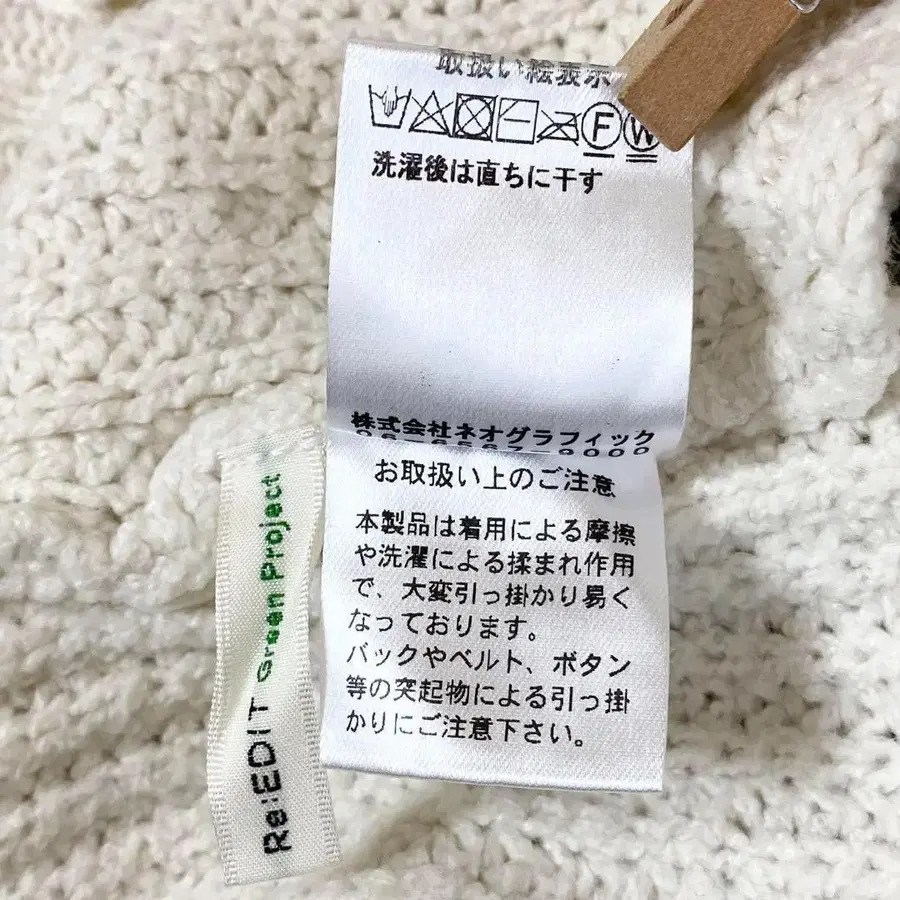 取扱い絵表示
F W
洗濯後は直ちに干す
株式会社ネオグラフィック
06-6567-9000
お取扱い上のご注意
本製品は着用による摩擦
や洗濯による揉まれ作用
で、大変引っ掛かり易く
なっております。
バックやベルト、ボタン
等の突起物による引っ掛
かりにご注意下さい。
Re:EDIT Green Project